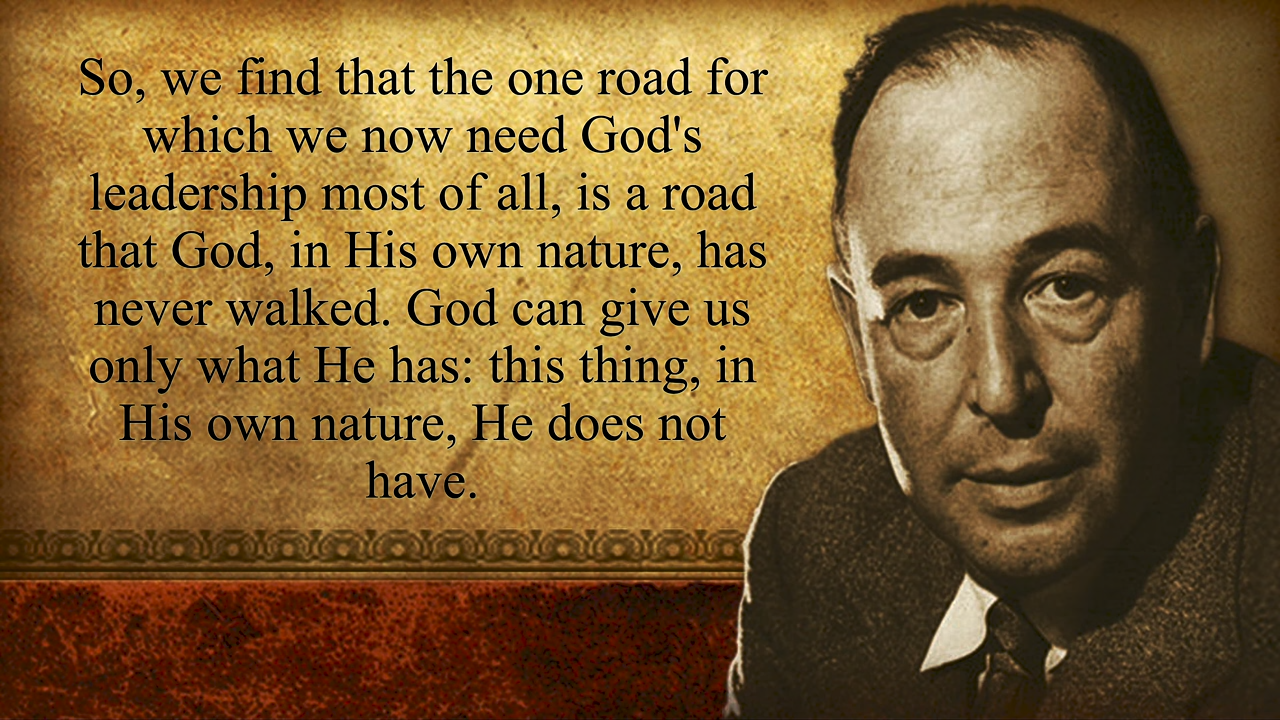 So, we find that the one road for
which we now need God's
leadership most of all, is a road
that God, in His own nature, has
never walked. God can give us
only what He has: this thing, in
His own nature, He does not
have.